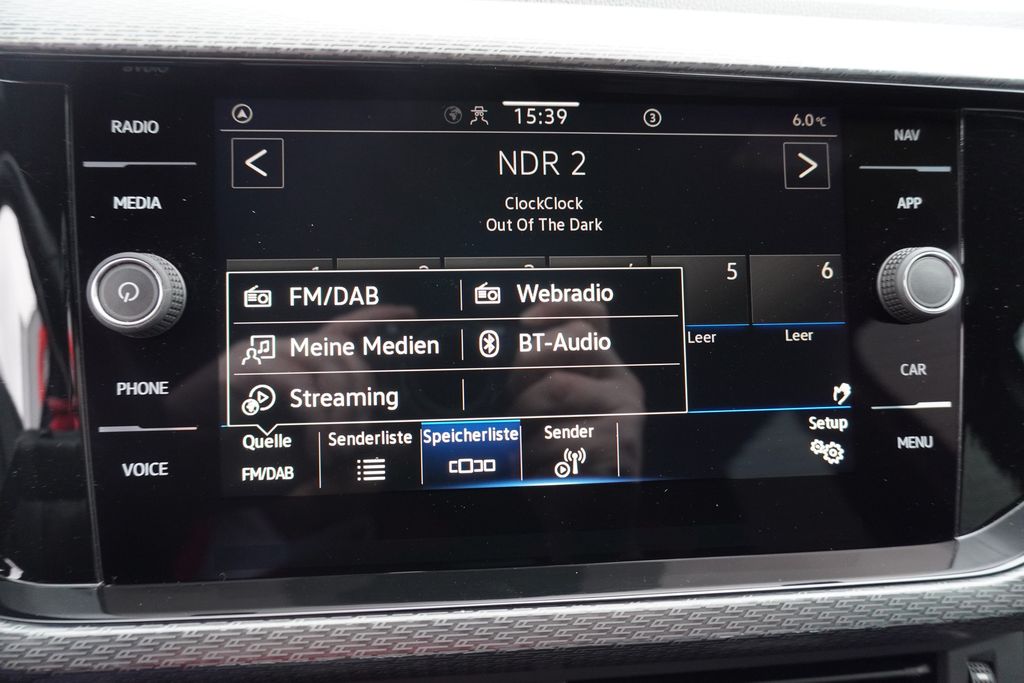 RADIO
MEDIA
PHONE
VOICE
15:39
3
6.0°C
<
NDR 2
>
ClockClock
Out Of The Dark
5
6
Leer
Leer
FM/DAB
Webradio
Meine Medien
BT-Audio
Streaming
Quelle
FM/DAB
Senderliste
Speicherliste
Sender
Setup
NAV
APP
CAR
MENU